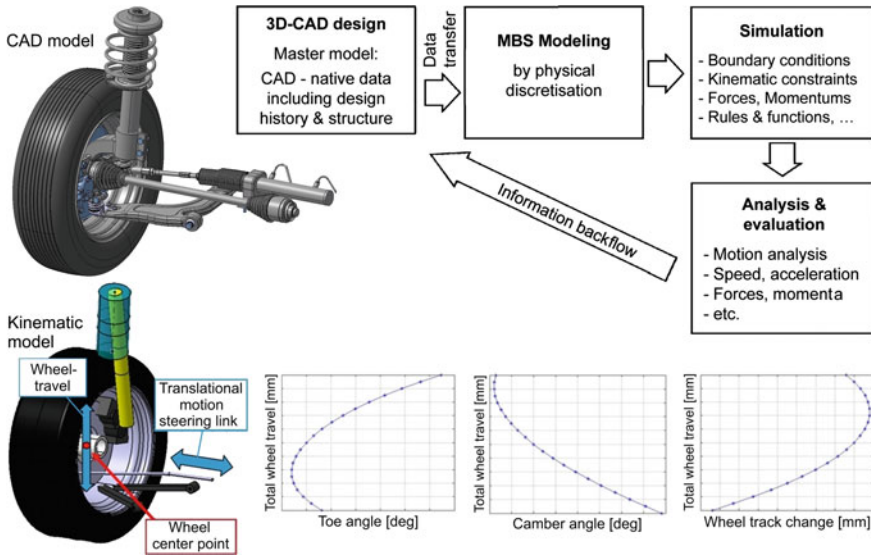 CAD model
3D-CAD design
Master model:
CAD - native data
including design
history & structure
Data
transfer
MBS Modeling
by physical
discretisation
Simulation
- Boundary conditions
- Kinematic constraints
- Forces, Momentums
- Rules & functions, ...
Information backflow
Analysis &
evaluation
- Motion analysis
- Speed, acceleration
- Forces, momenta
- etc.
Kinematic
model
Wheel-
travel
Translational
motion
steering link
Wheel
center point
Total wheel travel [mm]
Toe angle [deg]
Total wheel travel [mm]
Camber angle [deg]
Total wheel travel [mm]
Wheel track change [mm]